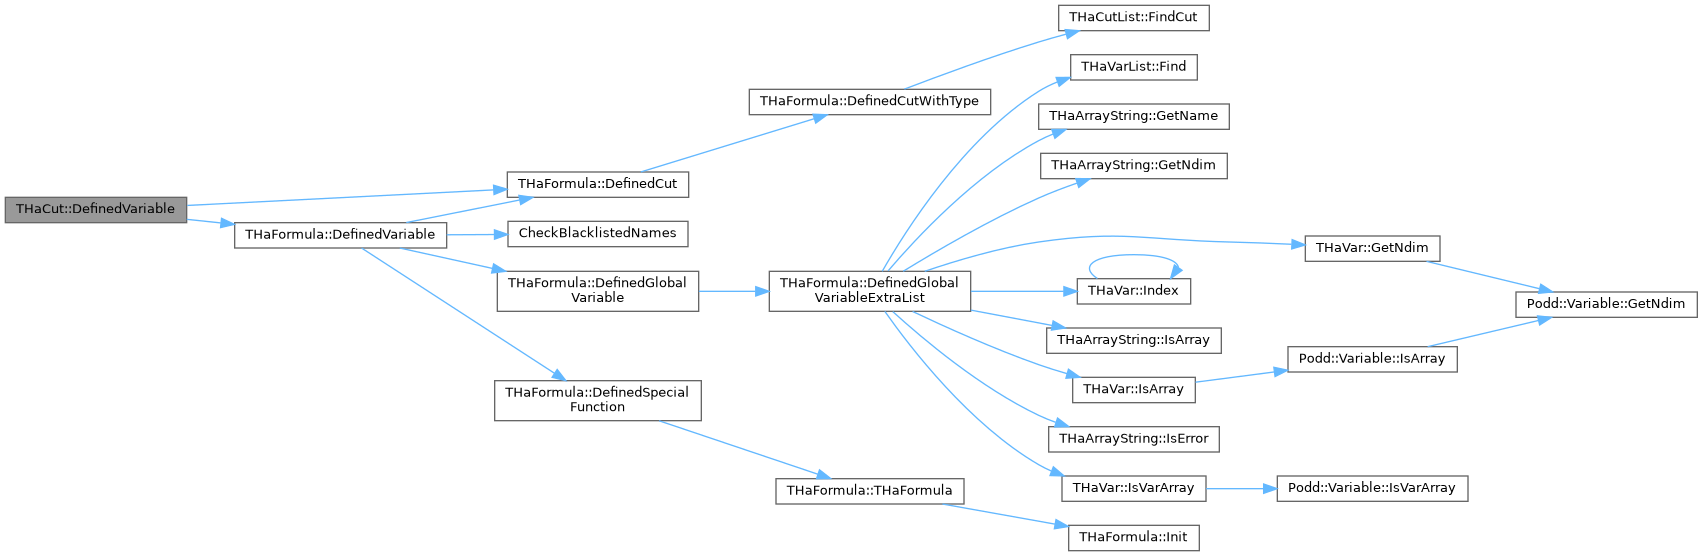 THaCut::DefinedVariable
THaFormula::DefinedVariable
THaFormula::DefinedCut
CheckBlacklistedNames
THaFormula::DefinedGlobal
Variable
THaFormula::DefinedSpecial
Function
THaFormula::DefinedCutWithType
THaFormula::DefinedGlobal
VariableExtraList
THaFormula::THaFormula
THaCutList::FindCut
THaVarList::Find
THaArrayString::GetName
THaArrayString::GetNdim
THaVar::Index
THaArrayString::IsArray
THaVar::IsArray
THaArrayString::IsError
THaVar::IsVarArray
THaFormula::Init
THaVar::GetNdim
Podd::Variable::IsArray
Podd::Variable::IsVarArray
Podd::Variable::GetNdim